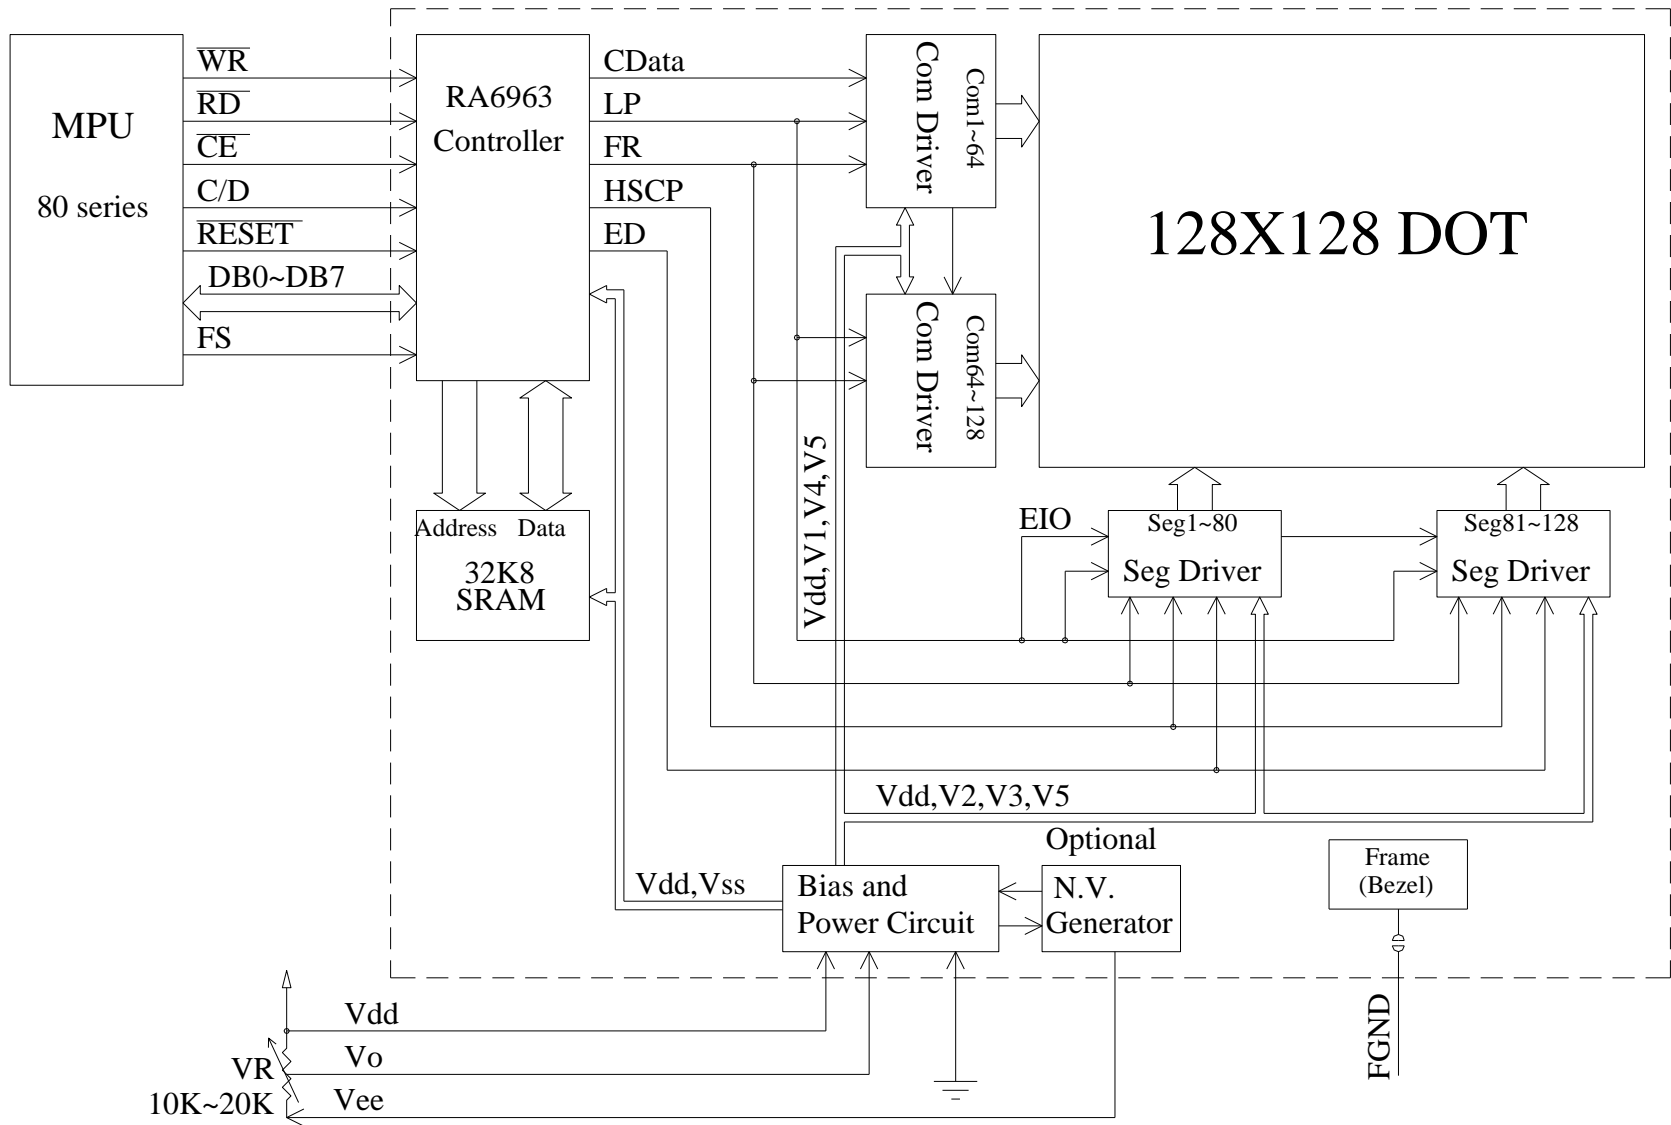 MPU
80 series
WR
RD
CE
C/D
RESET
DB0~DB7
FS
RA6963
Controller
CData
LP
FR
HSCP
ED
Com Driver
Com1~64
Com Driver
Com64~128
128X128 DOT
Address Data
32K8
SRAM
Vdd,V1,V4,V5
EIO
Seg1~80
Seg Driver
Seg81~128
Seg Driver
Vdd,V2,V3,V5
Optional
Vdd,Vss
Bias and
Power Circuit
N.V.
Generator
Frame
(Bezel)
FGND
Vdd
Vo
VR
10K~20K
Vee